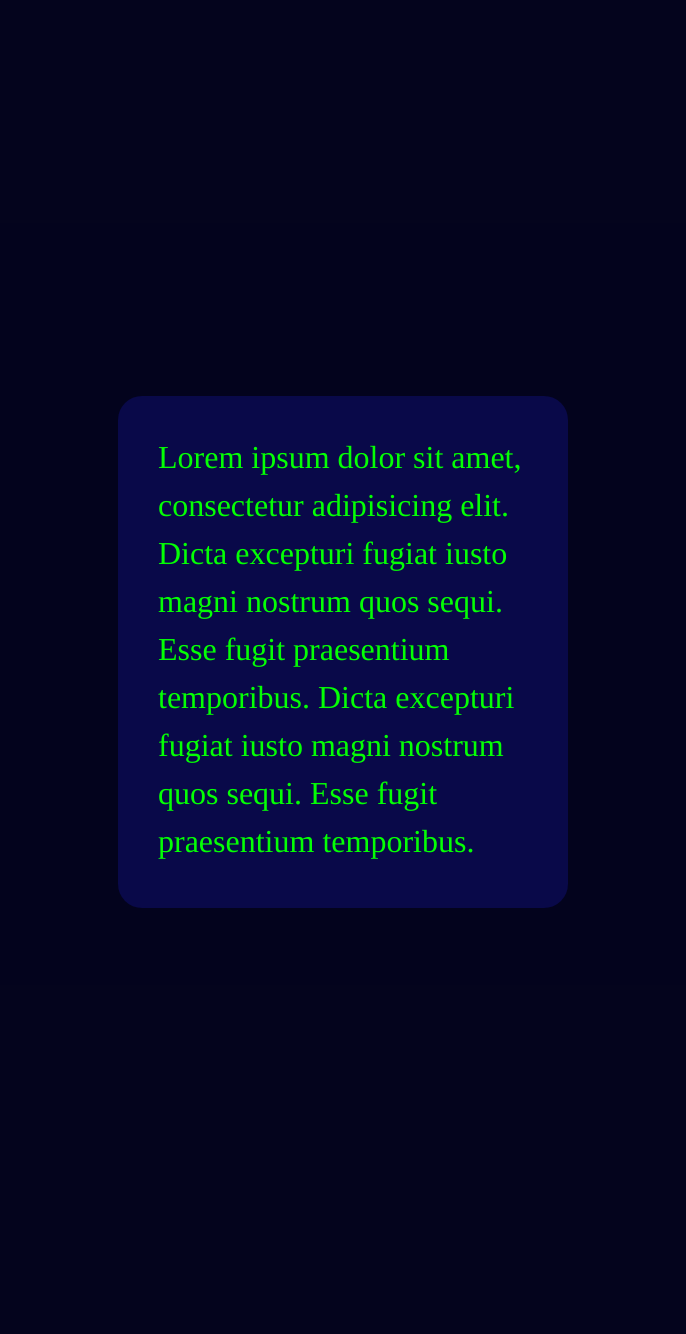 Lorem ipsum dolor sit amet,
consectetur adipisicing elit.
Dicta excepturi fugiat iusto
magni nostrum quos sequi.
Esse fugit praesentium
temporibus. Dicta excepturi
fugiat iusto magni nostrum
quos sequi. Esse fugit
praesentium temporibus.